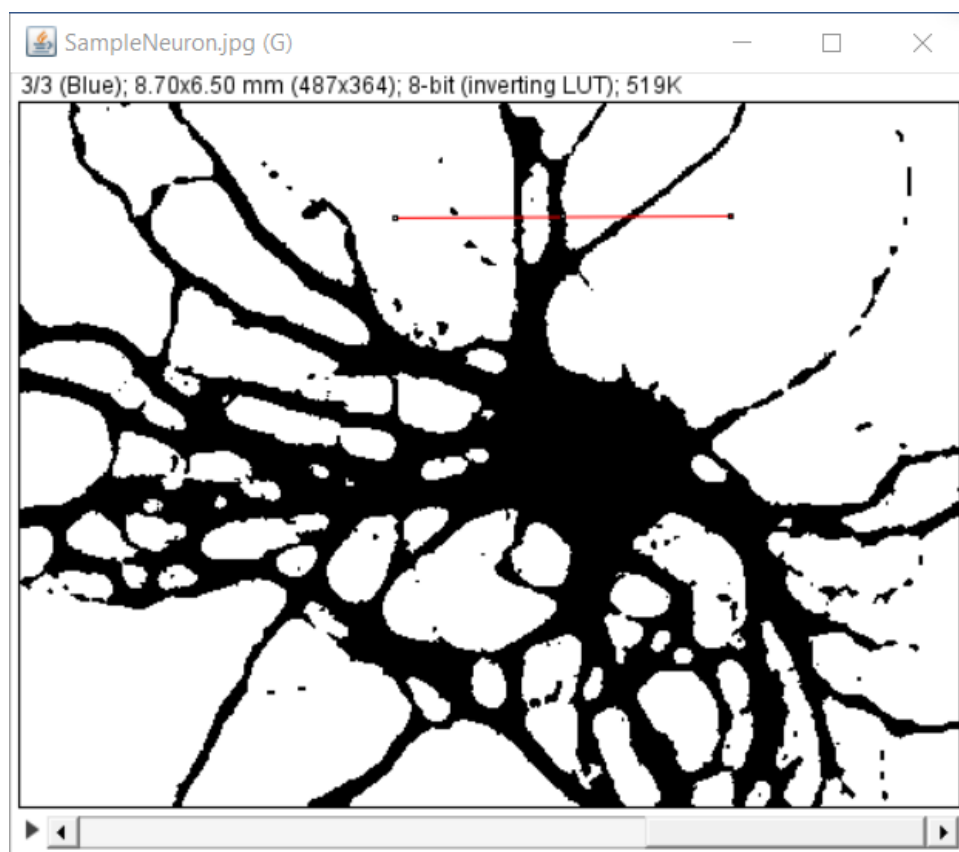 SampleNeuron.jpg (G)
3/3 (Blue); 8.70x6.50 mm (487x364); 8-bit (inverting LUT); 519K